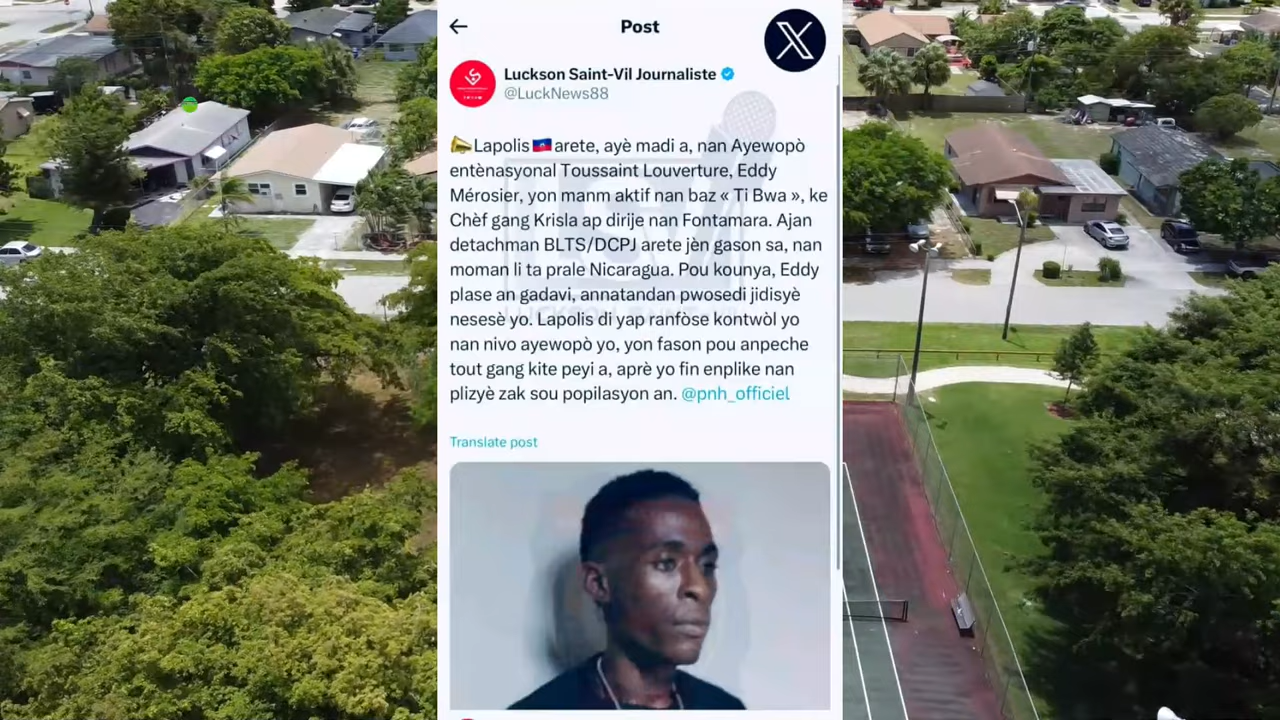 Post
Luckson Saint-Vil Journaliste
@LuckNews88
Lapolis🇭🇹arete, ayè madi a, nan Ayewopò
entènasyonal Toussaint Louverture, Eddy
Mérosier, yon manm aktif nan baz « Ti Bwa », ke
Chèf gang Krisla ap dirije nan Fontamara. Ajan
detachman BLTS/DCPJ arete jèn gason sa, nan
moman li ta prale Nicaragua. Pou kounya, Eddy
plase an gadavi, annatandan pwosedi jidisyè
nesesè yo. Lapolis di yap ranfòse kontwòl yo
nan nivo ayewopò yo, yon fason pou anpeche
tout gang kite peyi a, aprè yo fin enplike nan
plizyè zak sou popilasyon an. @pnh_officiel
Translate post